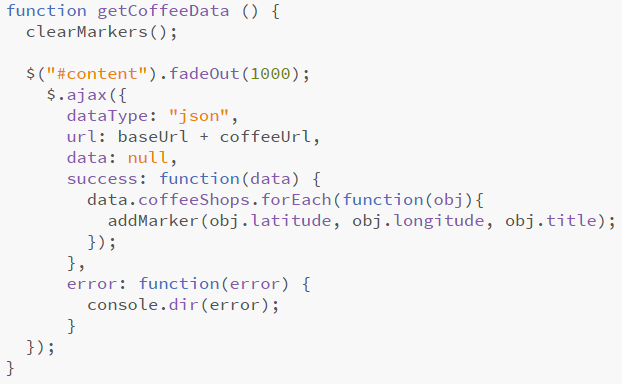 function getCoffeeData () {
  clearMarkers();

  $("#content").fadeOut(1000);
    $.ajax({
      dataType: "json",
      url: baseUrl + coffeeUrl,
      data: null,
      success: function(data) {
        data.coffeeShops.forEach(function(obj){
          addMarker(obj.latitude, obj.longitude, obj.title);
        });
      },
      error: function(error) {
        console.dir(error);
      }
  });
}